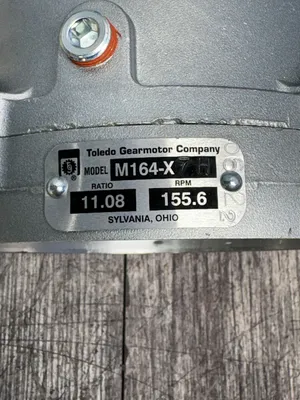 Toledo Gearmotor Company
MODEL M164-X
RATIO RPM
11.08 155.6
SYLVANIA, OHIO